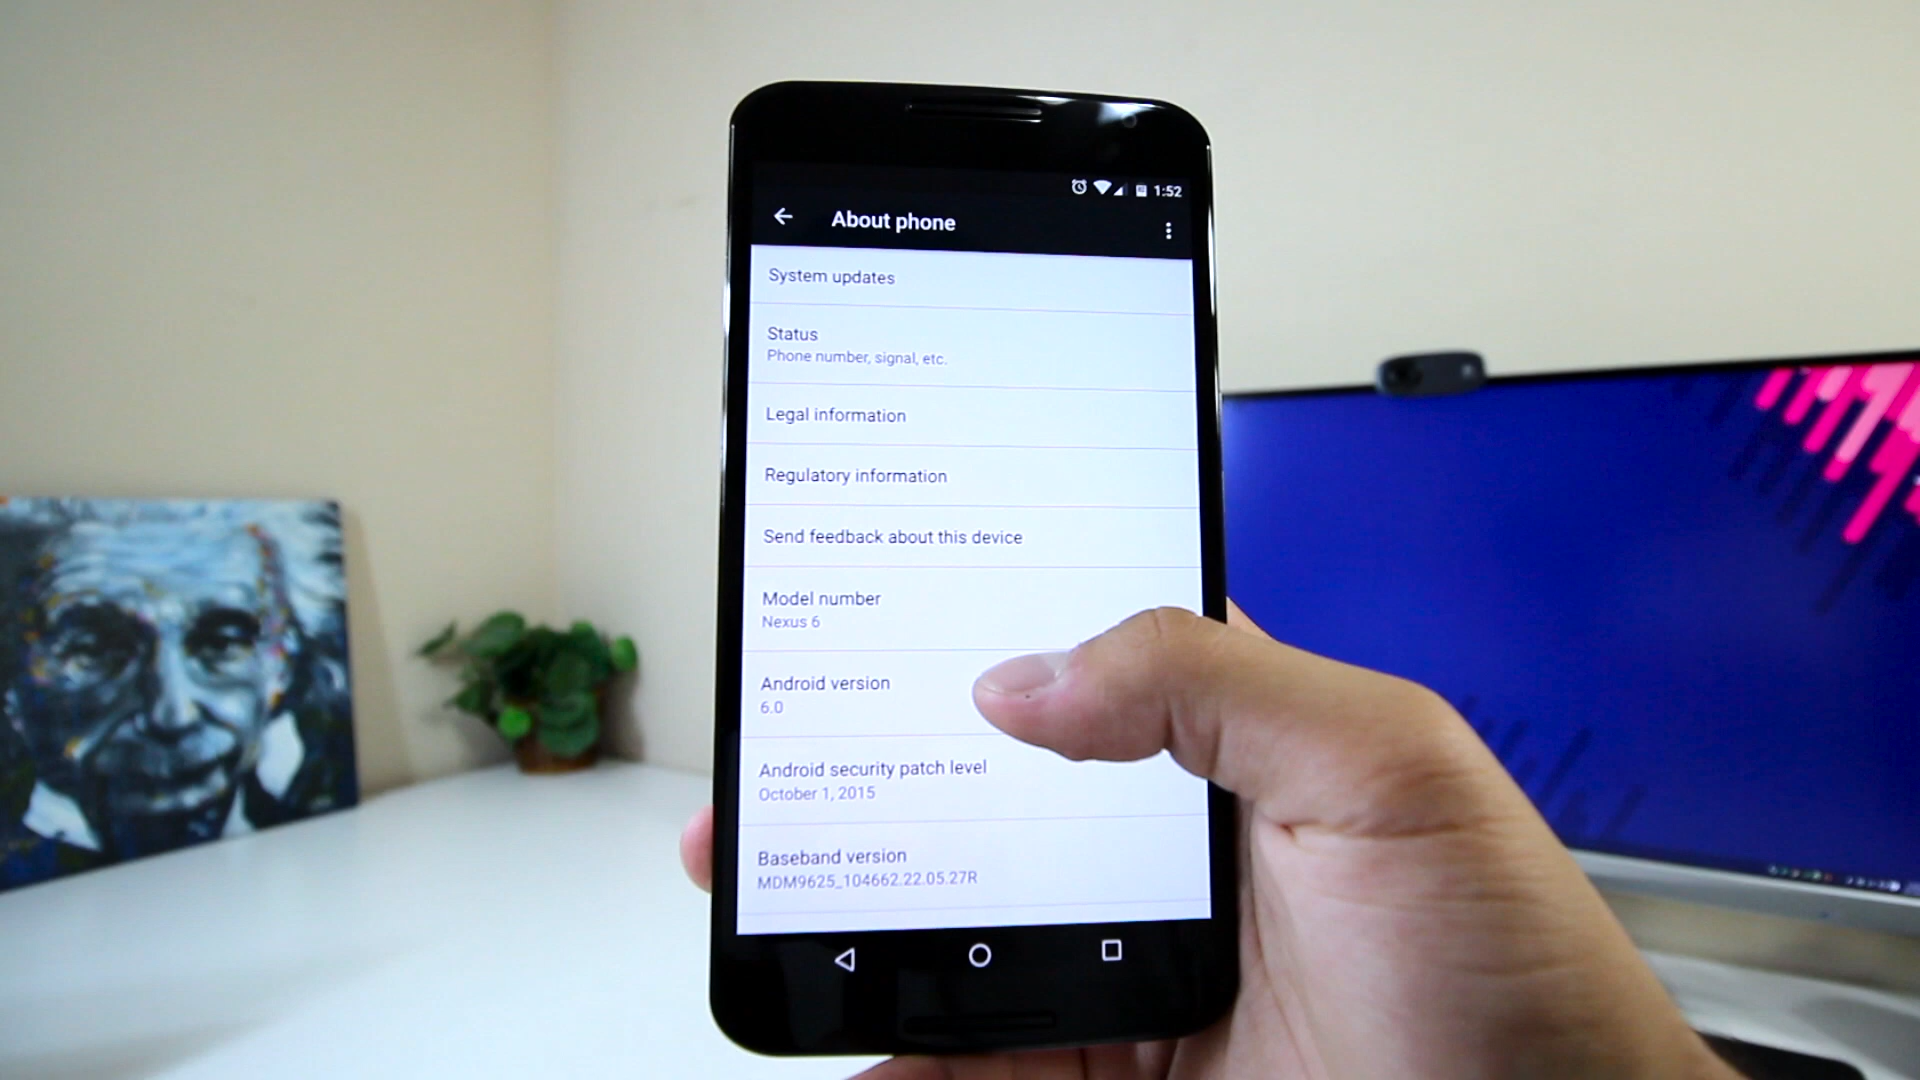 1:52
About phone
System updates
Status
Phone number, signal, etc.
Legal information
Regulatory information
Send feedback about this device
Model number
Nexus 6
Android version
6.0
Android security patch level
October 1, 2015
Baseband version
MDM9625_104662.22.05.27R